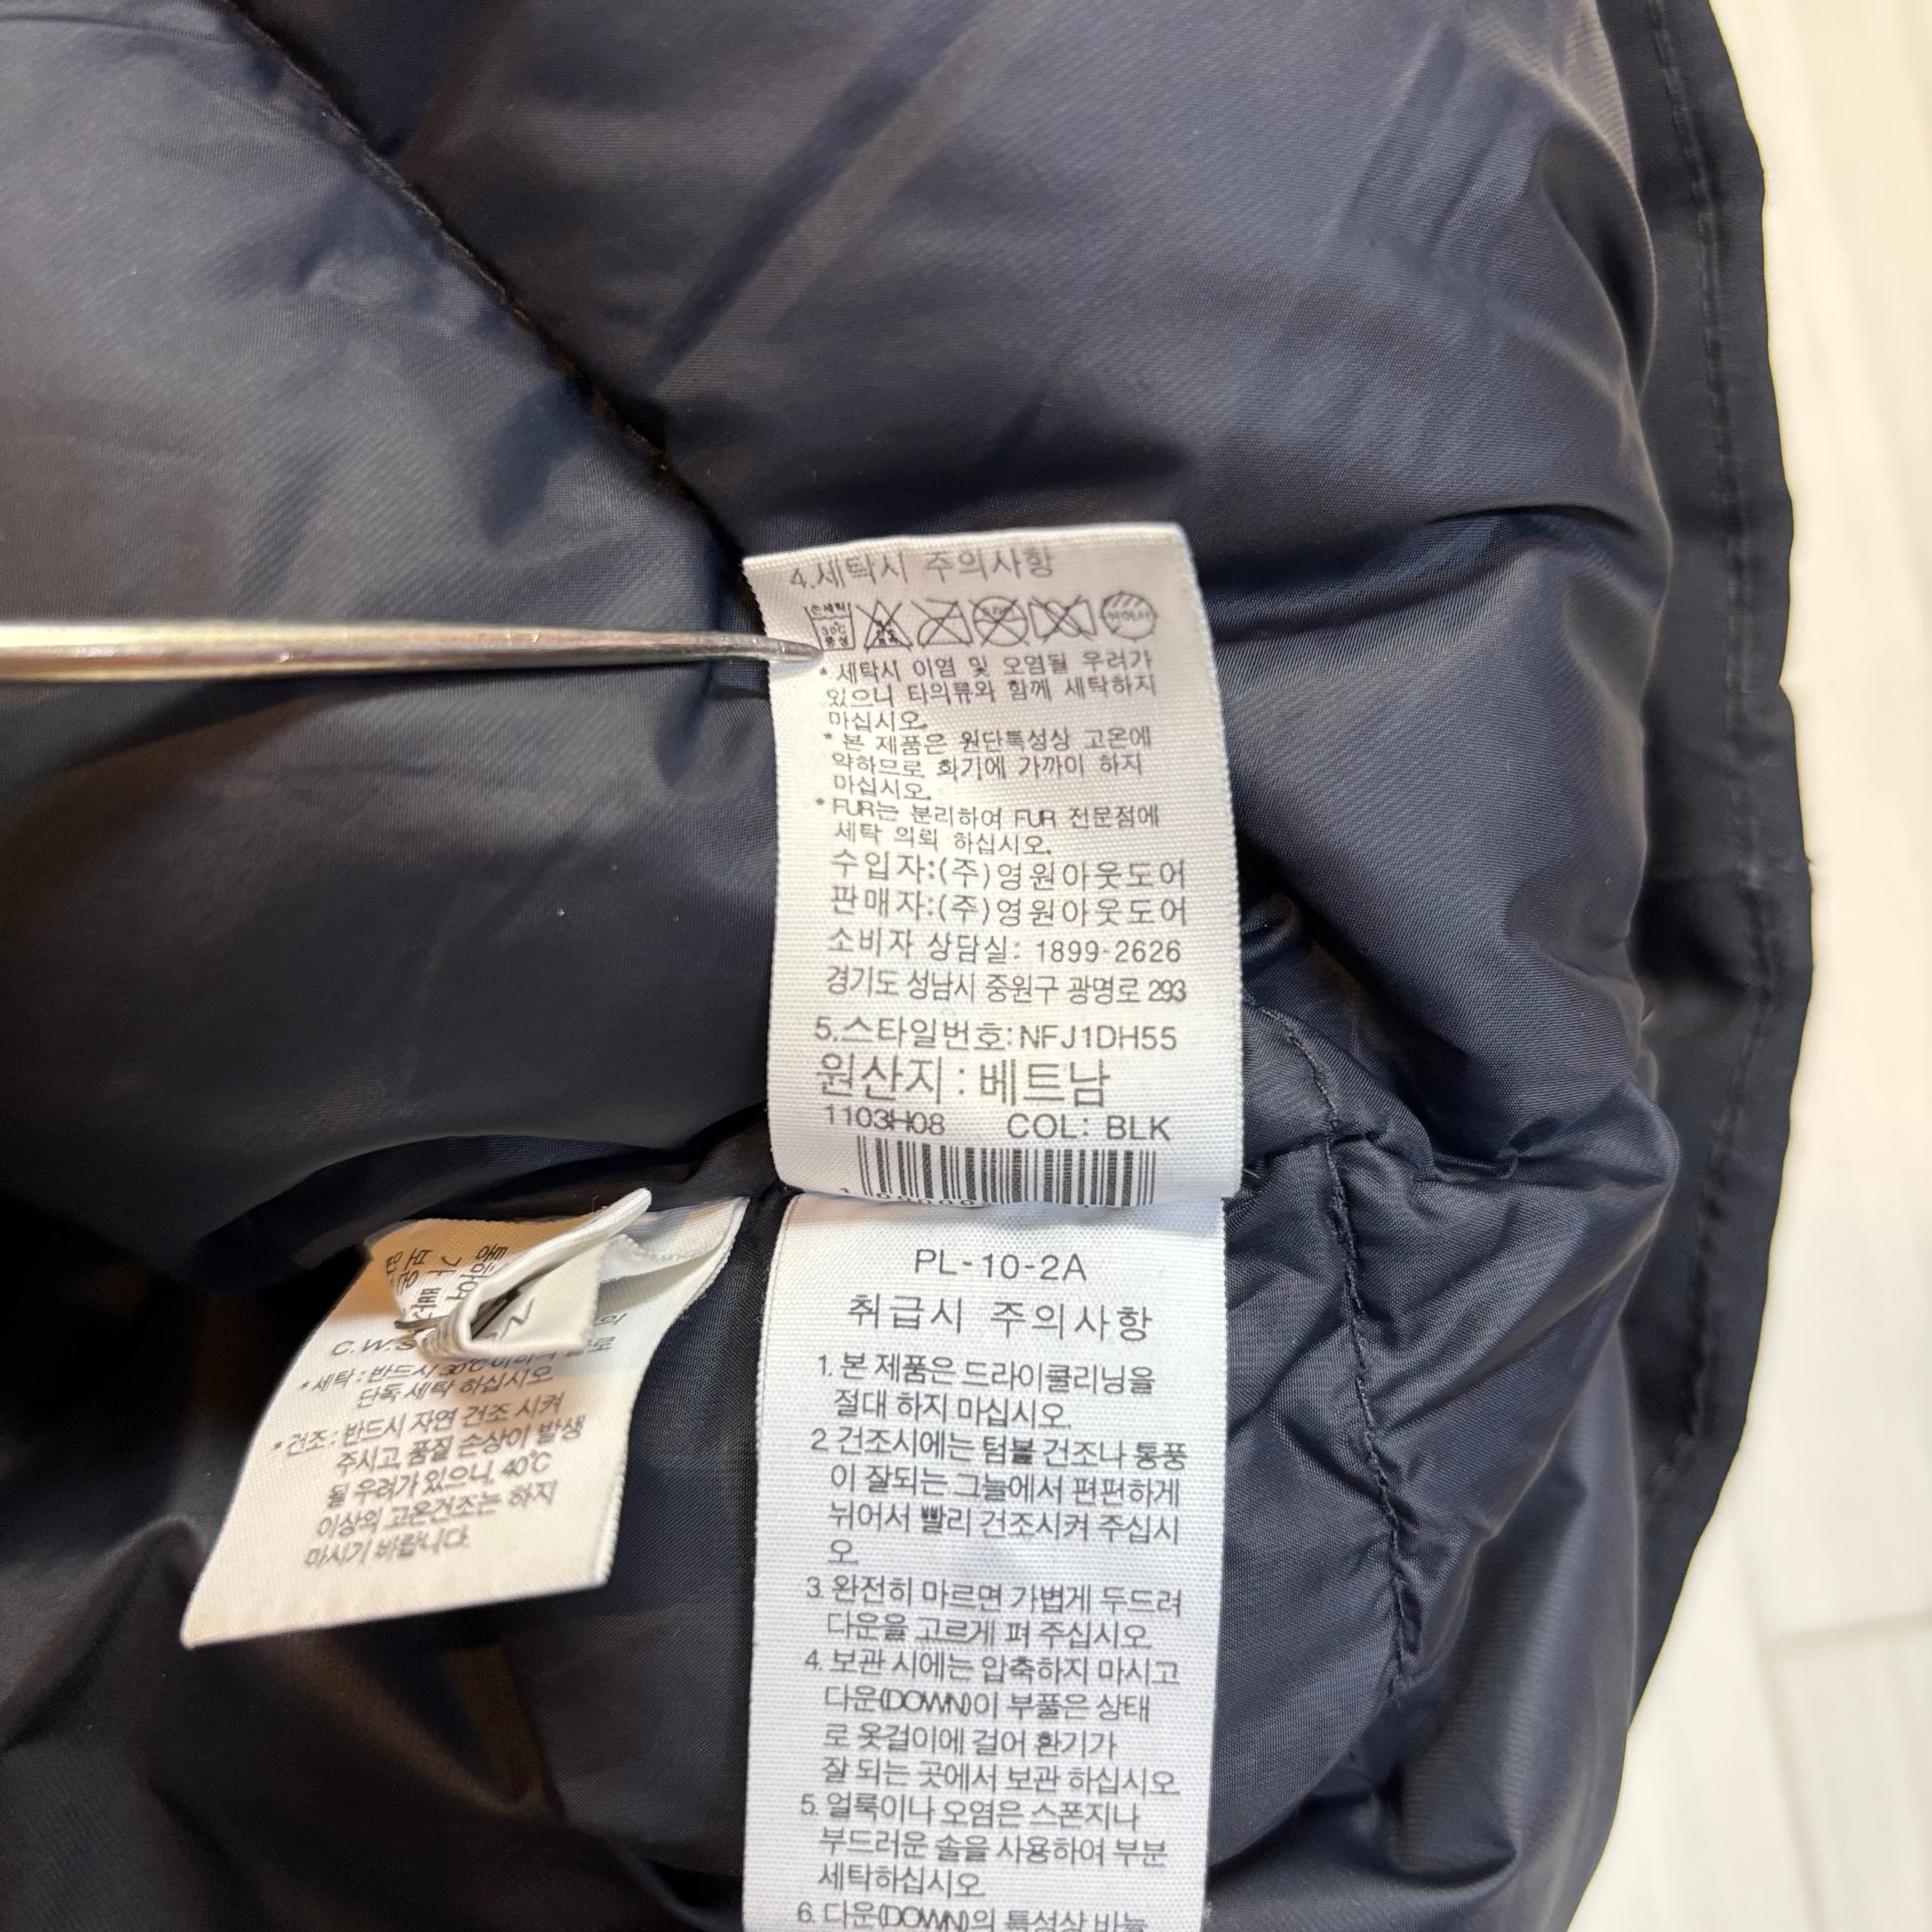 4.세탁시 주의사항
손세탁
30℃
중성
* 세탁시 이염 및 오염될 우려가
있으니 타의류와 함께 세탁하지
마십시오.
* 본 제품은 원단특성상 고온에
약하므로 화기에 가까이 하지
마십시오.
* FUR는 분리하여 FUR 전문점에
세탁 의뢰 하십시오.
수입자:(주)영원아웃도어
판매자:(주)영원아웃도어
소비자 상담실: 1899-2626
경기도 성남시 중원구 광명로 293
5.스타일번호:NFJ1DH55
원산지 : 베트남
1103H08 COL: BLK
PL-10-2A
취급시 주의사항
1. 본 제품은 드라이클리닝을
절대 하지 마십시오.
2 건조시에는 텀블 건조나 통풍
이 잘되는 그늘에서 편편하게
뉘어서 빨리 건조시켜 주십시
오.
3. 완전히 마르면 가볍게 두드려
다운을 고르게 펴 주십시오.
4. 보관 시에는 압축하지 마시고
다운(DOWN)이 부풀은 상태
로 옷걸이에 걸어 환기가
잘 되는 곳에서 보관 하십시오.
5. 얼룩이나 오염은 스폰지나
부드러운 솔을 사용하여 부분
세탁하십시오.
6. 다운(DOWN)의 특성상 바늘
* 세탁 : 반드시 30℃
단독 세탁 하십시오
* 건조 : 반드시 자연 건조 시켜
주시고, 품질 손상이 발생
될 우려가 있으니, 40℃
이상의 고온건조는 하지
마시기 바랍니다.